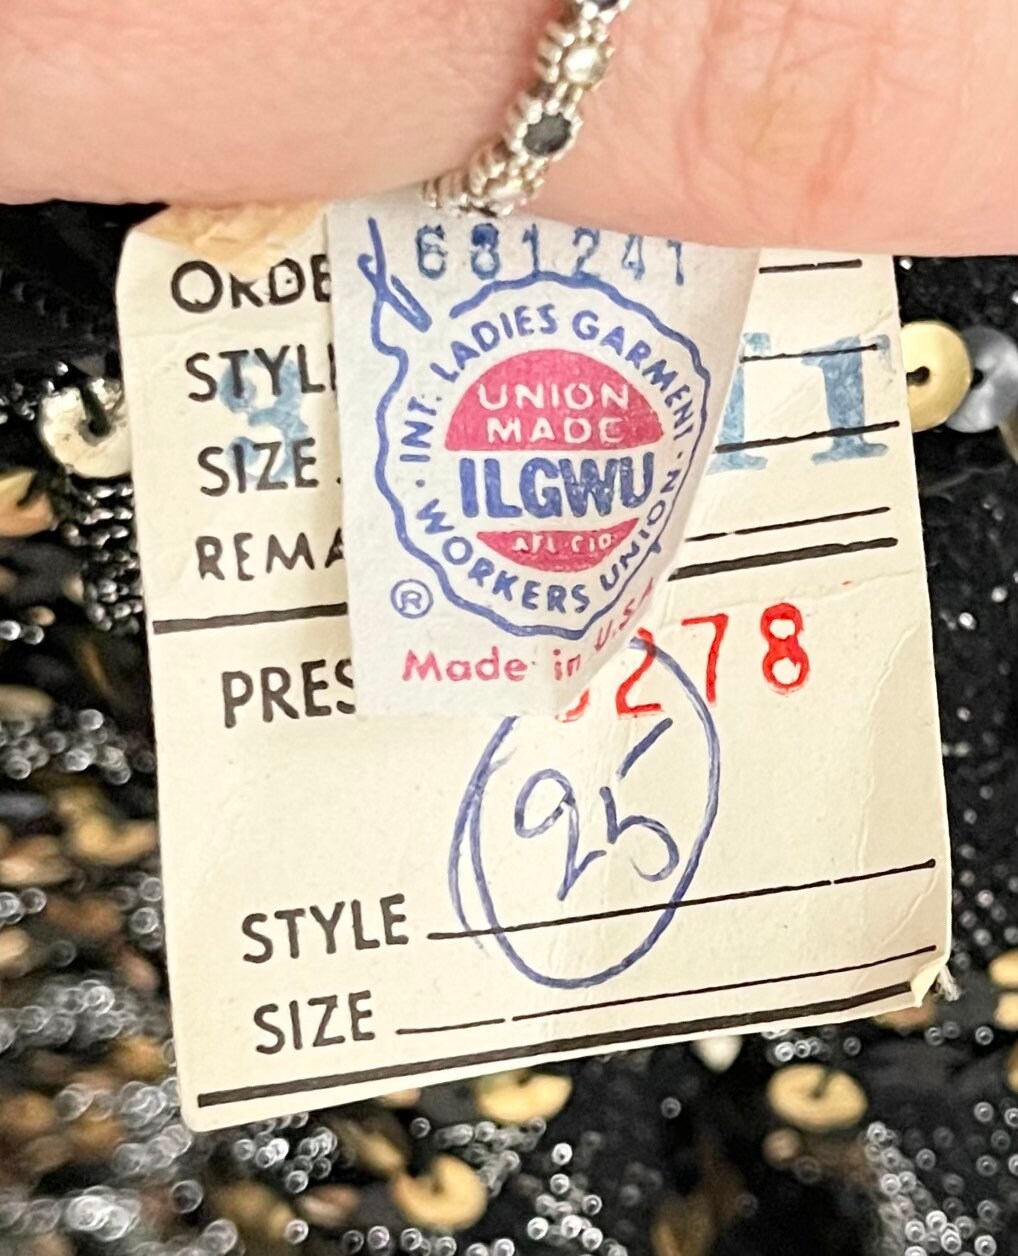 681241
INT. LADIES GARMENT
UNION
MADE
ILGWU
AFL-CIO
WORKERS UNION
®
Made in U.S.A
ORDE
STYL
SIZE
REMA
PRES
278
25
STYLE
SIZE